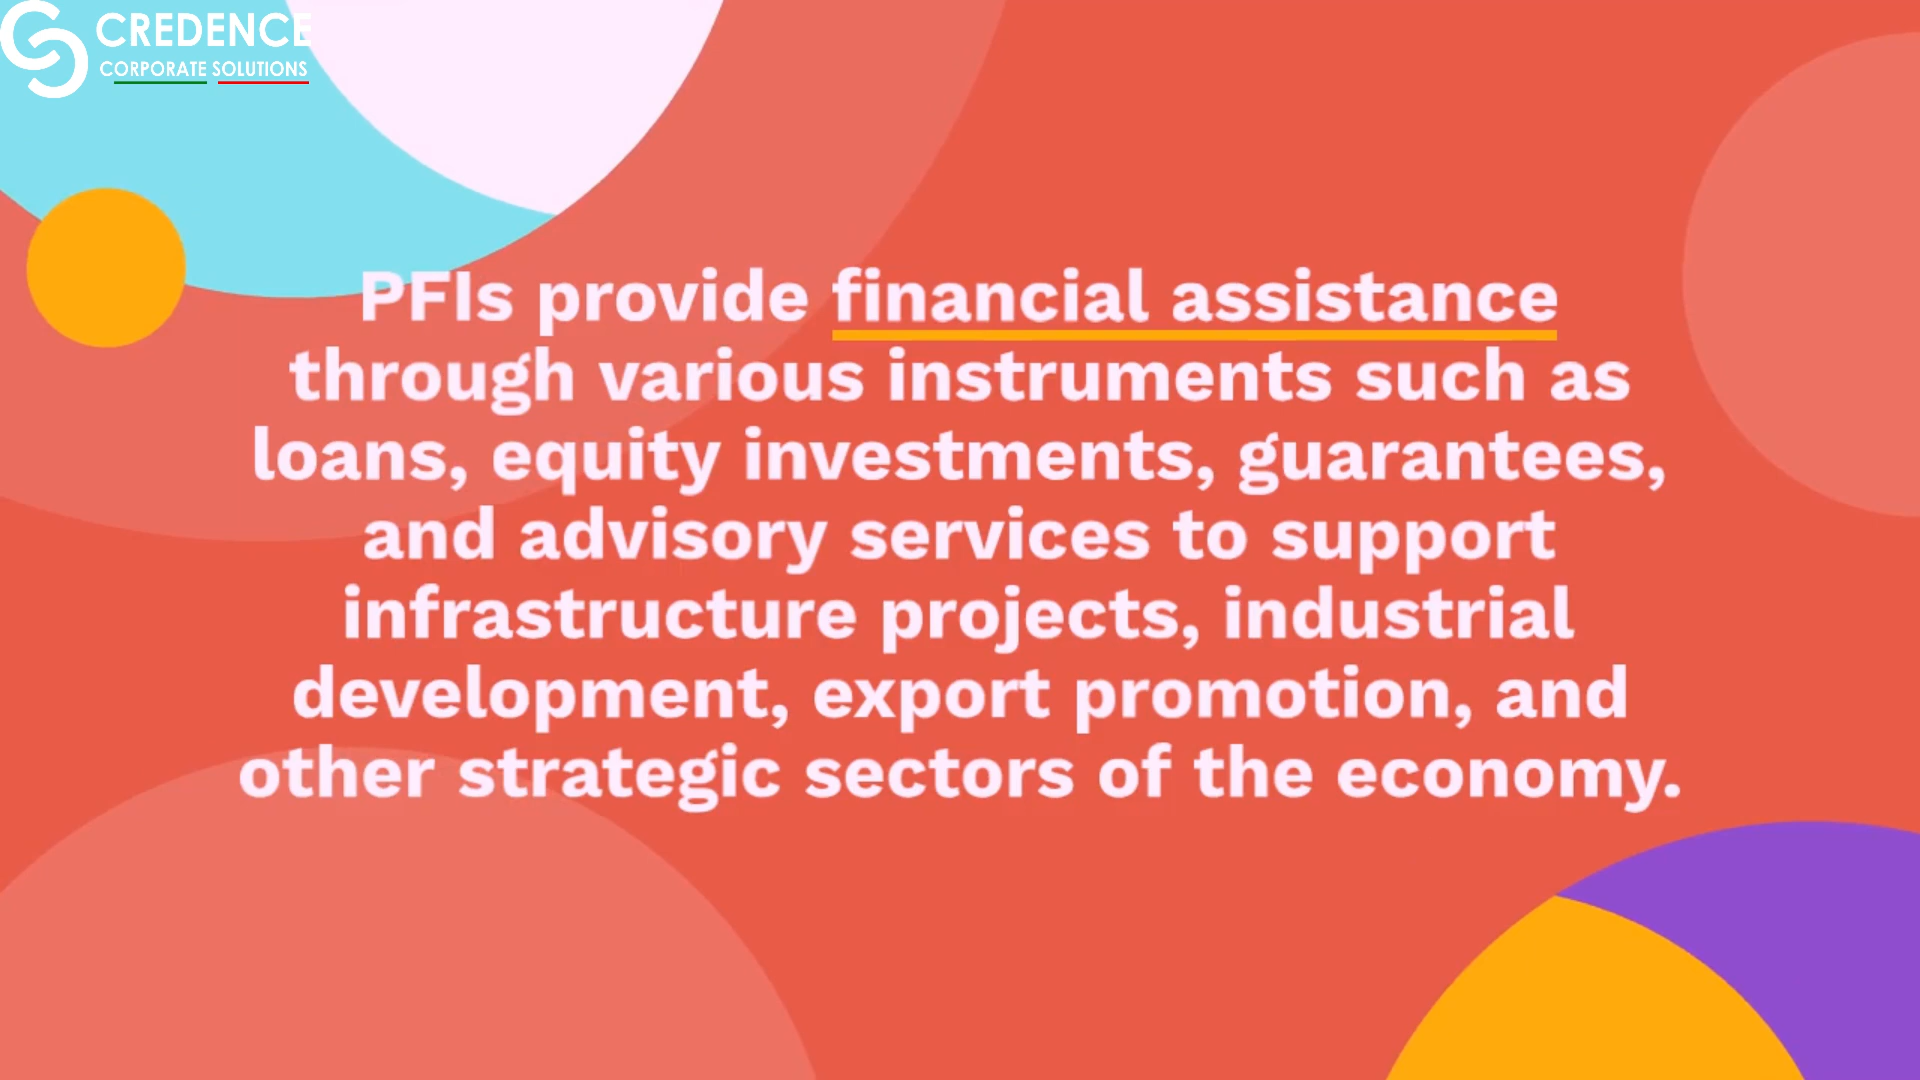 CREDENCE
CORPORATE SOLUTIONS
PFIs provide financial assistance
through various instruments such as
loans, equity investments, guarantees,
and advisory services to support
infrastructure projects, industrial
development, export promotion, and
other strategic sectors of the economy.